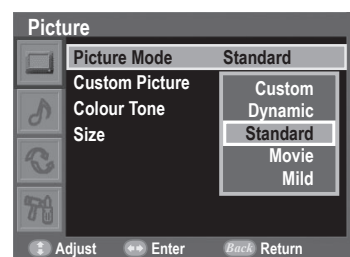 Picture
Picture Mode Standard
Custom Picture
Colour Tone
Size
Custom
Dynamic
Standard
Movie
Mild
Adjust Enter Back Return